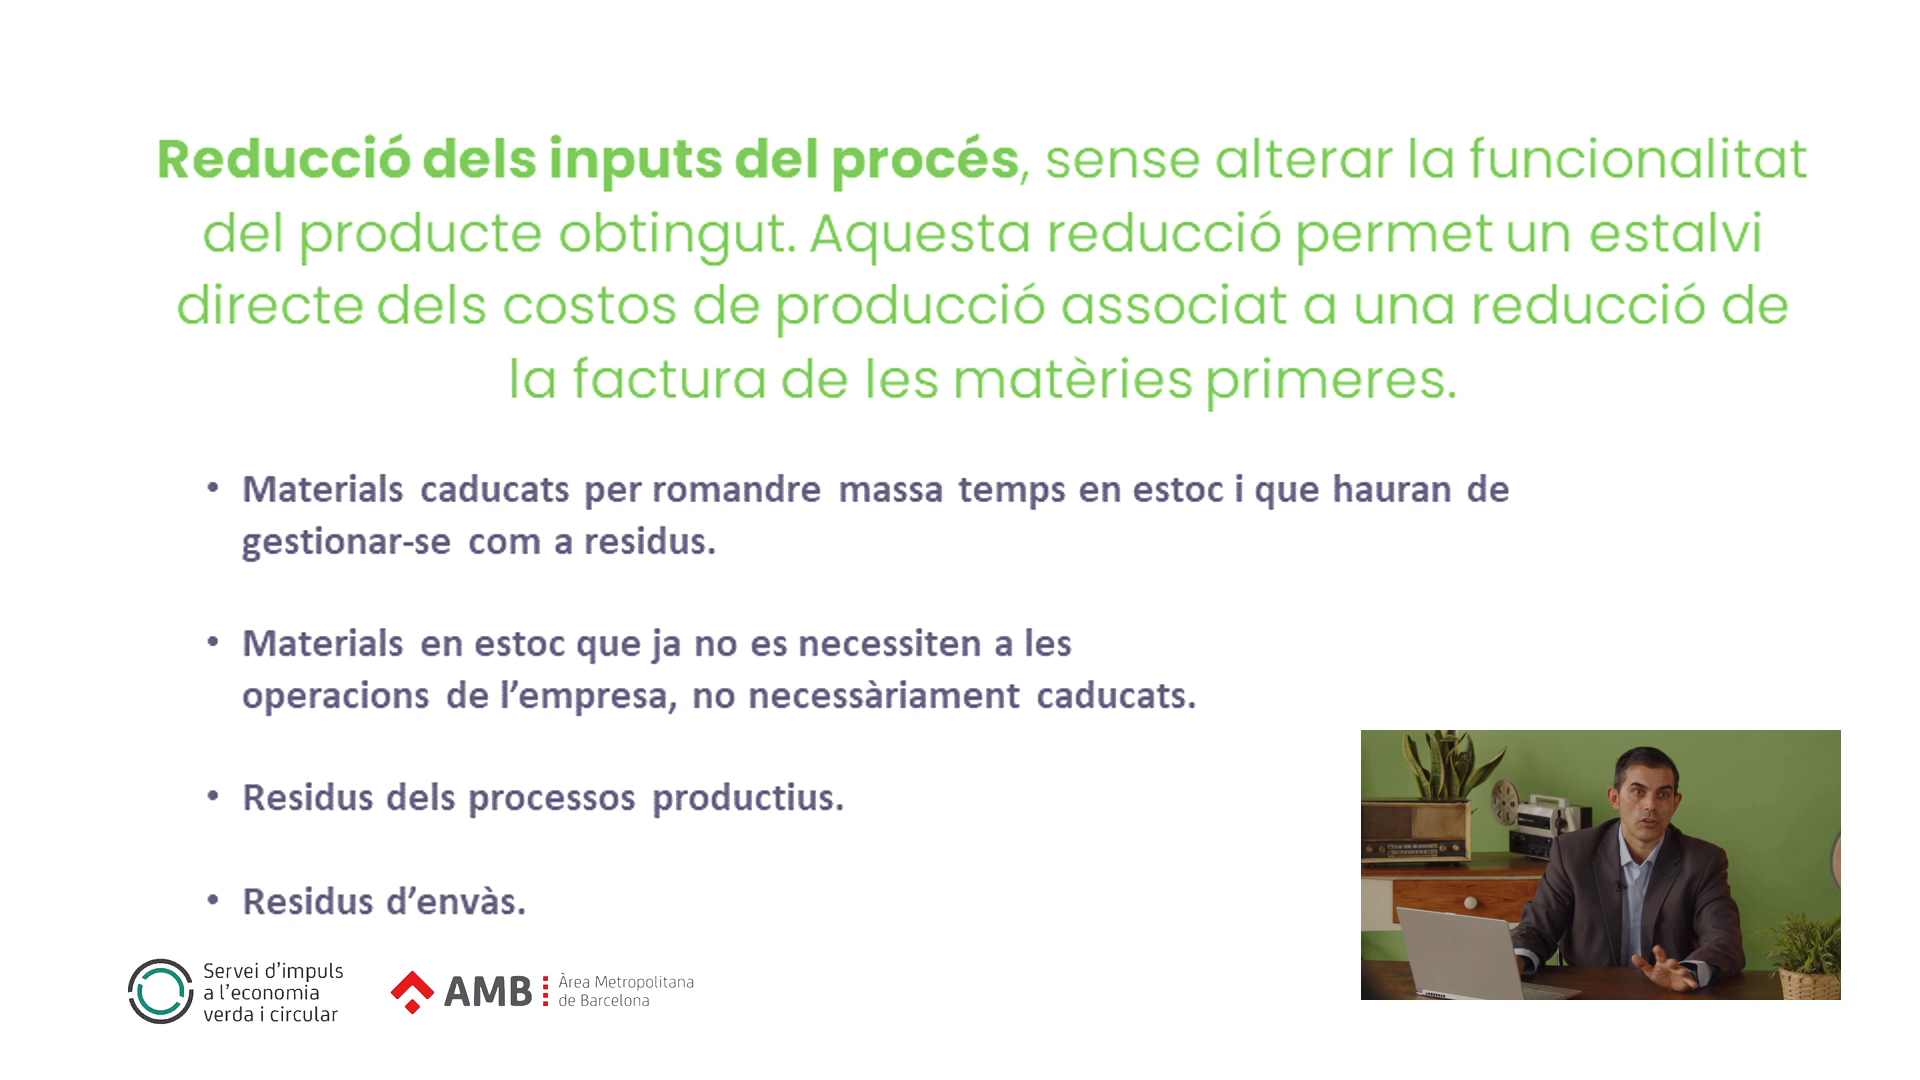 Reducció dels inputs del procés, sense alterar la funcionalitat
del producte obtingut. Aquesta reducció permet un estalvi
directe dels costos de producció associat a una reducció de
la factura de les matèries primeres.
• Materials caducats per romandre massa temps en estoc i que hauran de
gestionar-se com a residus.
• Materials en estoc que ja no es necessiten a les
operacions de l’empresa, no necessàriament caducats.
• Residus dels processos productius.
• Residus d’envàs.
Servei d’impuls
a l’economia
verda i circular
AMB
Àrea Metropolitana
de Barcelona